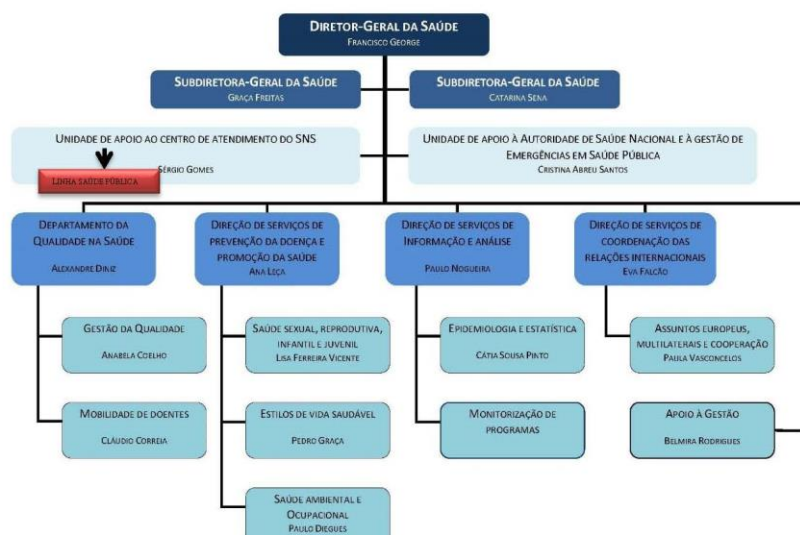 DIRETOR-GERAL DA SAÚDE
FRANCISCO GEORGE
SUBDIRETORA-GERAL DA SAÚDE
GRAÇA FREITAS
SUBDIRETORA-GERAL DA SAÚDE
CATARINA SENA
UNIDADE DE APOIO AO CENTRO DE ATENDIMENTO DO SNS
SÉRGIO GOMES
LINHA SAÚDE PÚBLICA
UNIDADE DE APOIO À AUTORIDADE DE SAÚDE NACIONAL E À GESTÃO DE
EMERGÊNCIAS EM SAÚDE PÚBLICA
CRISTINA ABREU SANTOS
DEPARTAMENTO DA
QUALIDADE NA SAÚDE
ALEXANDRE DINIZ
DIREÇÃO DE SERVIÇOS DE
PREVENÇÃO DA DOENÇA E
PROMOÇÃO DA SAÚDE
ANA LEÇA
DIREÇÃO DE SERVIÇOS DE
INFORMAÇÃO E ANÁLISE
PAULO NOGUEIRA
DIREÇÃO DE SERVIÇOS DE
COORDENAÇÃO DAS
RELAÇÕES INTERNACIONAIS
EVA FALCÃO
GESTÃO DA QUALIDADE
ANABELA COELHO
SAÚDE SEXUAL, REPRODUTIVA,
INFANTIL E JUVENIL
LISA FERREIRA VICENTE
EPIDEMIOLOGIA E ESTATÍSTICA
CÁTIA SOUSA PINTO
ASSUNTOS EUROPEUS,
MULTILATERAIS E COOPERAÇÃO
PAULA VASCONCELOS
MOBILIDADE DE DOENTES
CLÁUDIO CORREIA
ESTILOS DE VIDA SAUDÁVEL
PEDRO GRAÇA
MONITORIZAÇÃO DE
PROGRAMAS
APOIO À GESTÃO
BELMIRA RODRIGUES
SAÚDE AMBIENTAL E
OCUPACIONAL
PAULO DIEGUES